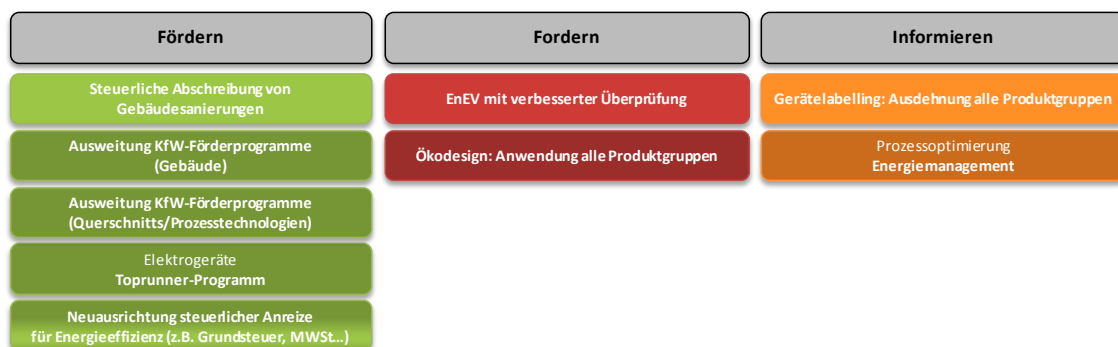 Fördern
Steuerliche Abschreibung von
Gebäudesanierungen
Ausweitung KfW-Förderprogramme
(Gebäude)
Ausweitung KfW-Förderprogramme
(Querschnitts/Prozesstechnologien)
Elektrogeräte
Toprunner-Programm
Neuausrichtung steuerlicher Anreize
für Energieeffizienz (z.B. Grundsteuer, MWSt...)
Fordern
EnEV mit verbesserter Überprüfung
Ökodesign: Anwendung alle Produktgruppen
Informieren
Gerätelabelling: Ausdehnung alle Produktgruppen
Prozessoptimierung
Energiemanagement